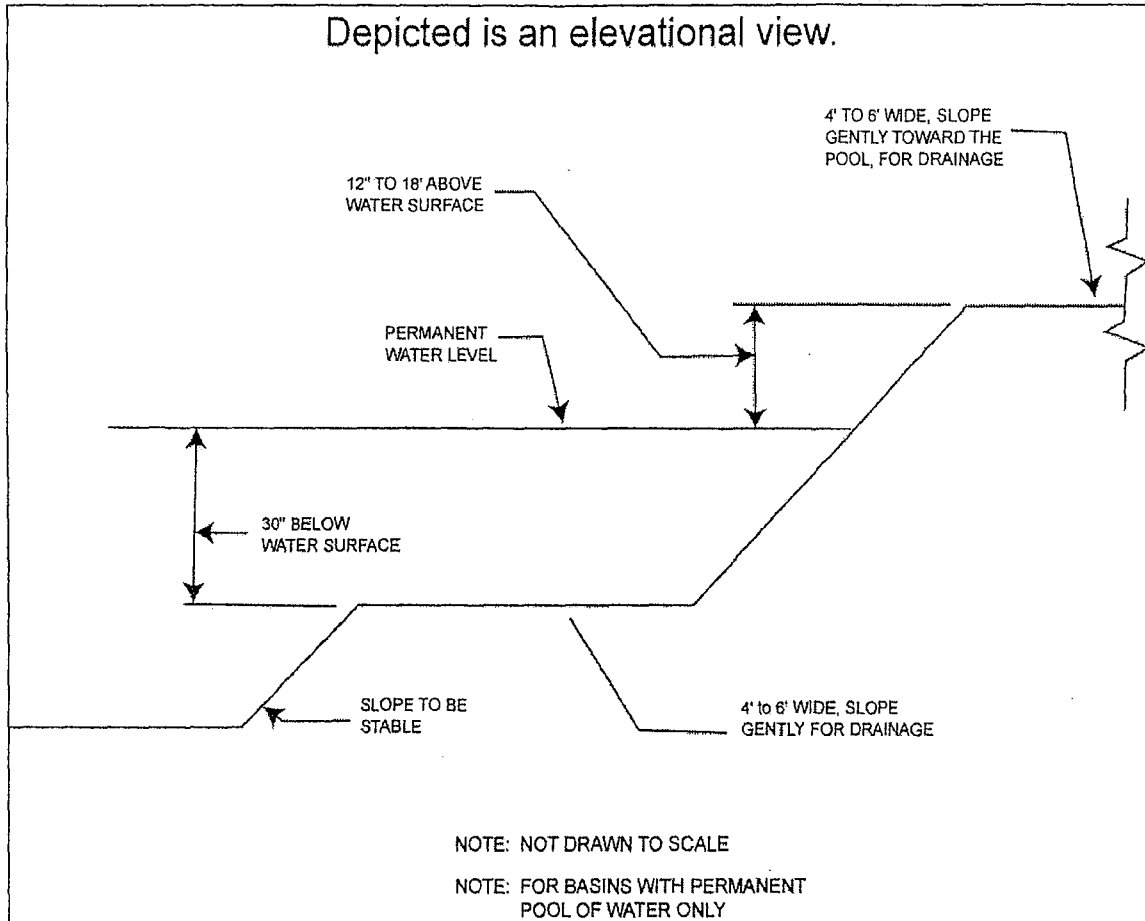 Depicted is an elevational view.
4' TO 6' WIDE, SLOPE
GENTLY TOWARD THE
POOL, FOR DRAINAGE
12" TO 18' ABOVE
WATER SURFACE
PERMANENT
WATER LEVEL
30" BELOW
WATER SURFACE
SLOPE TO BE
STABLE
4' to 6' WIDE, SLOPE
GENTLY FOR DRAINAGE
NOTE: NOT DRAWN TO SCALE
NOTE: FOR BASINS WITH PERMANENT
POOL OF WATER ONLY